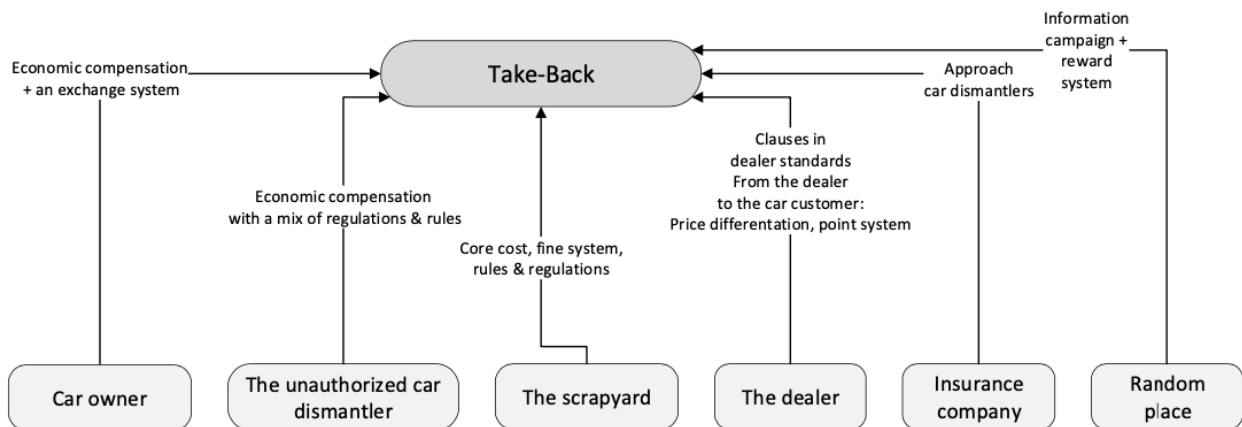 Information
campaign +
reward
system
Economic compensation
+ an exchange system
Take-Back
Approach
car dismantlers
Clauses in
dealer standards
From the dealer
to the car customer:
Price differentation, point system
Economic compensation
with a mix of regulations & rules
Core cost, fine system,
rules & regulations
Car owner
The unauthorized car
dismantler
The scrapyard
The dealer
Insurance
company
Random
place